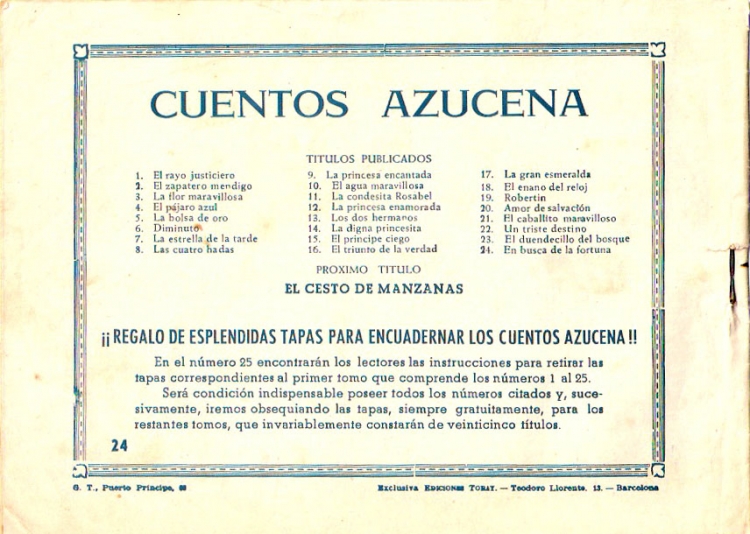 CUENTOS AZUCENA
TITULOS PUBLICADOS
1. El rayo justiciero
2. El zapatero mendigo
3. La flor maravillosa
4. El pájaro azul
5. La bolsa de oro
6. Diminuto
7. La estrella de la tarde
8. Las cuatro hadas
9. La princesa encantada
10. El agua maravillosa
11. La condesita Rosabel
12. La princesa enamorada
13. Los dos hermanos
14. La digna princesita
15. El principe ciego
16. El triunto de la verdad
17. La gran esmeralda
18. El enano del reloj
19. Robertin
20. Amor de salvación
21. El caballito maravilloso
22. Un triste destino
23. El duendecillo del bosque
24. En busca de la fortuna
PROXIMO TITULO
EL CESTO DE MANZANAS
¡¡REGALO DE ESPLENDIDAS TAPAS PARA ENCUADERNAR LOS CUENTOS AZUCENA!!
En el número 25 encontrarán los lectores las instrucciones para retirar las
tapas correspondientes al primer tomo que comprende los números 1 al 25.
Será condición indispensable poseer todos los números citados y, suce-
sivamente, iremos obsequiando las tapas, siempre gratuitamente, para los
restantes tomos, que invariablemente constarán de veinticinco títulos.
24
G. T., Puerto Príncipe,
Exclusiva EDICIONES TORAY. — Teodoro Llorente, 13. — Barcelona